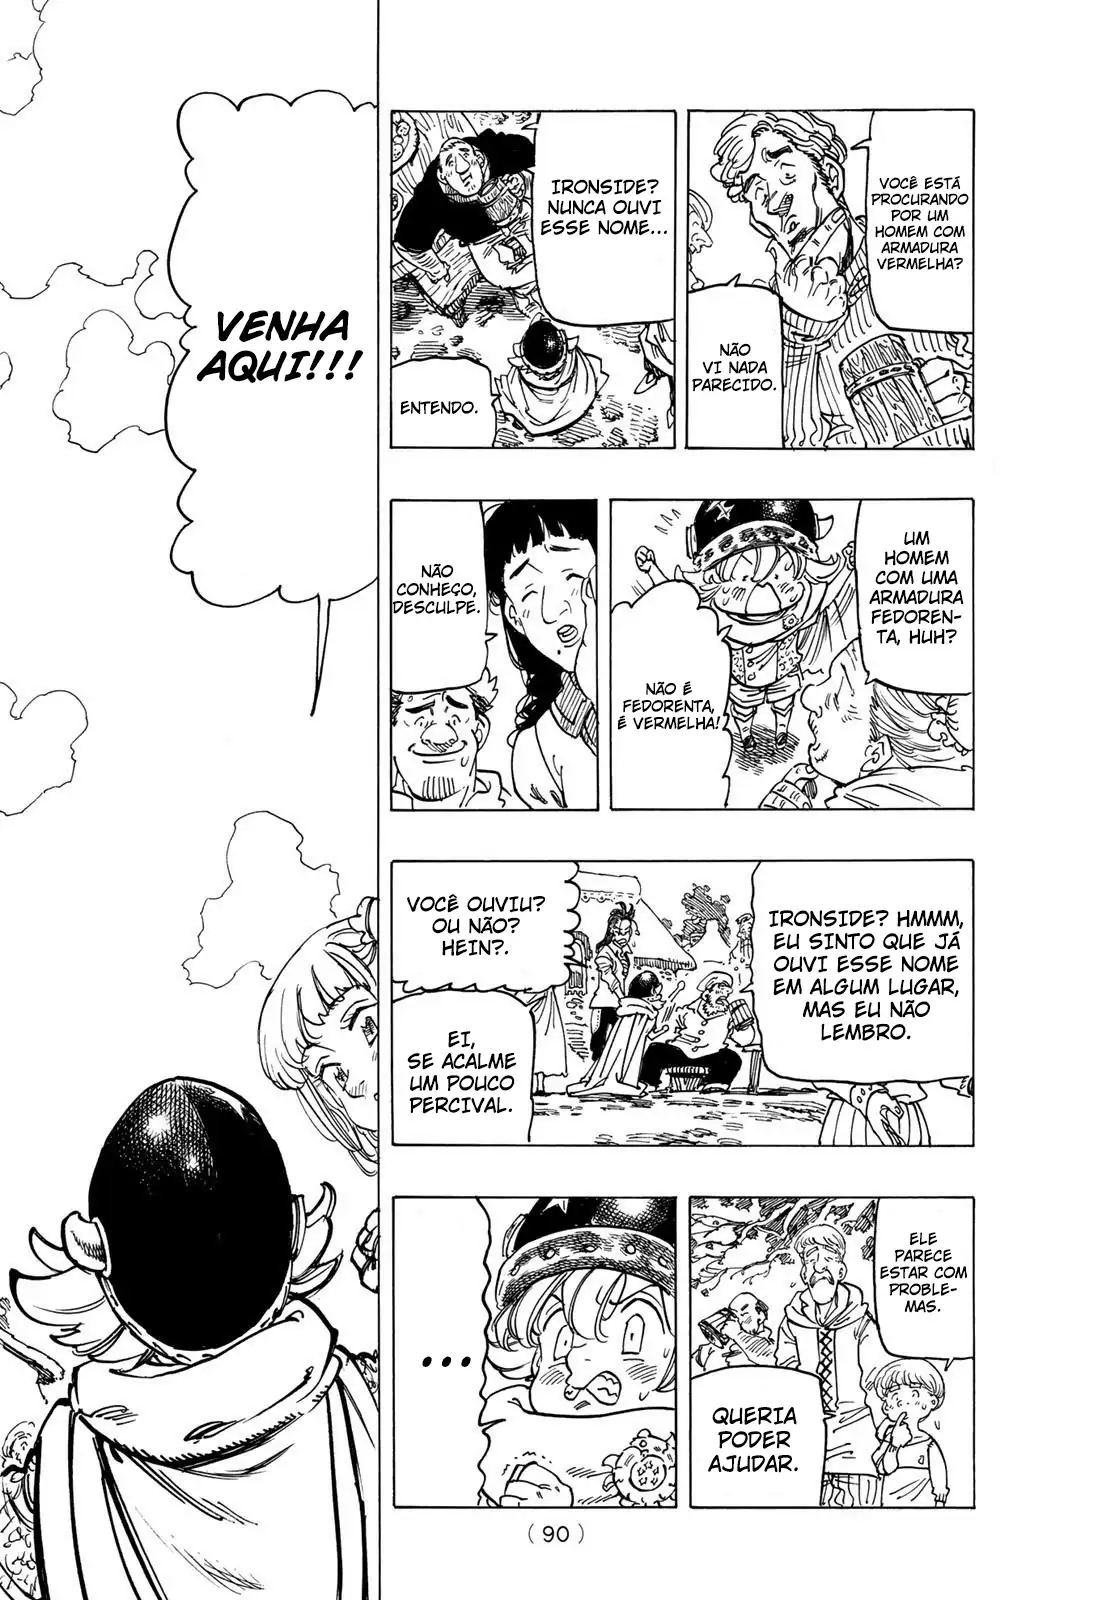 VOCÊ ESTÁ
PROCURANDO
POR UM
HOMEM COM
ARMADURA
VERMELHA?
NÃO
VI NADA
PARECIDO.
IRONSIDE?
NUNCA OUVI
ESSE NOME...
ENTENDO.
UM
HOMEM
COM UMA
ARMADURA
FEDOREN-
TA, HUH?
NÃO É
FEDORENTA,
É VERMELHA!
NÃO
CONHEÇO,
DESCULPE.
IRONSIDE? HMMM,
EU SINTO QUE JÁ
OUVI ESSE NOME
EM ALGUM LUGAR,
MAS EU NÃO
LEMBRO.
VOCÊ OUVIU?
OU NÃO?
HEIN?.
EI,
SE ACALME
UM POUCO
PERCIVAL.
ELE
PARECE
ESTAR COM
PROBLE-
MAS.
QUERIA
PODER
AJUDAR.
...
VENHA
AQUI!!!
(90)